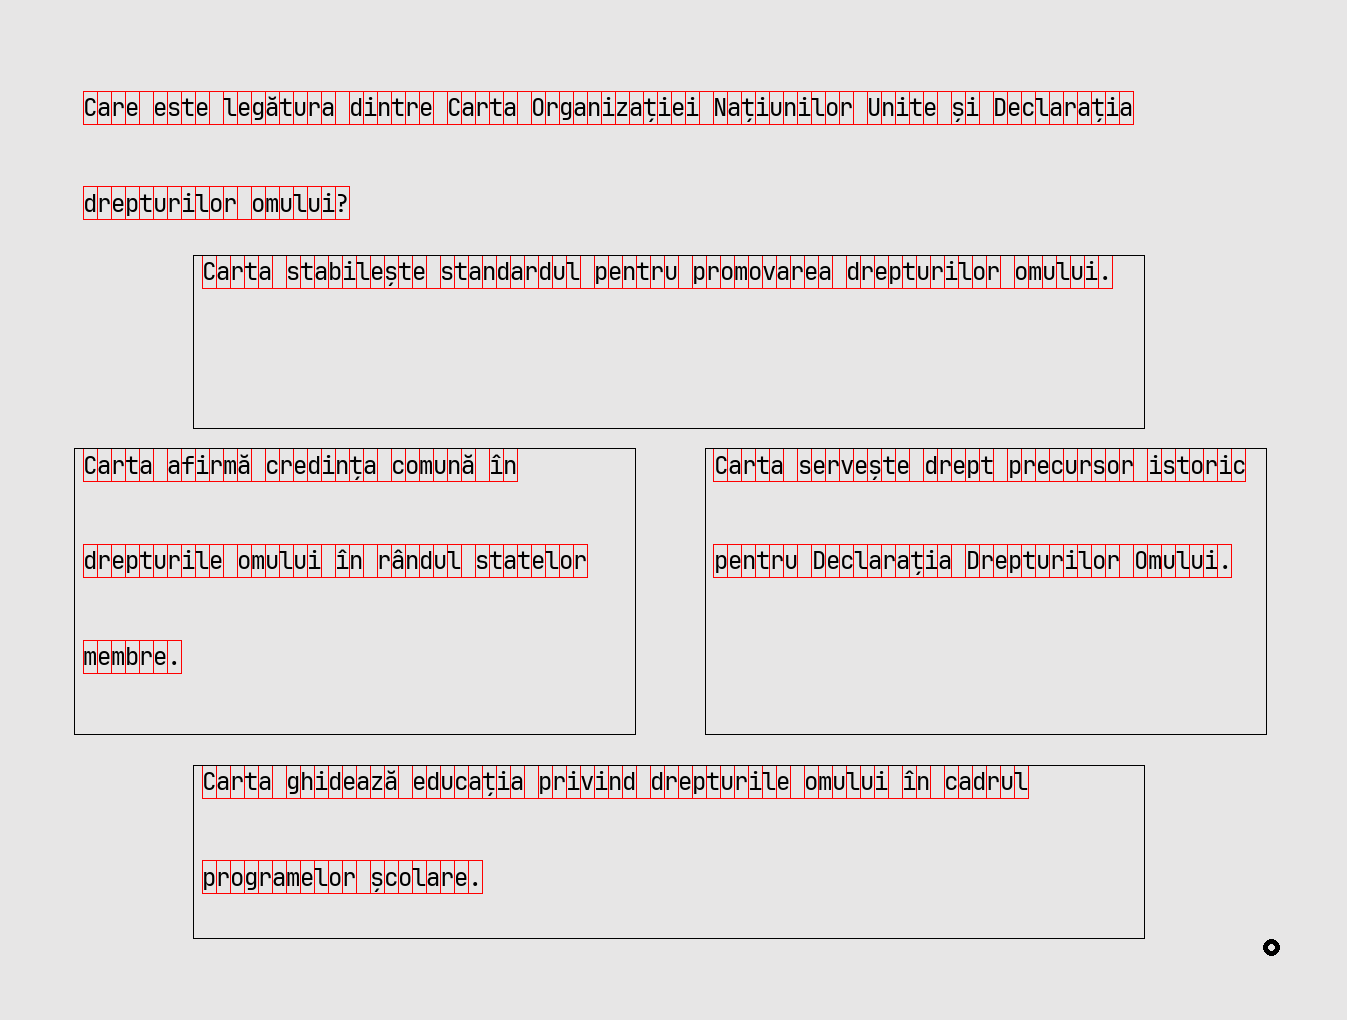 Care este legătura dintre Carta Organizației Națiunilor Unite și Declarația
drepturilor omului?
Carta stabilește standardul pentru promovarea drepturilor omului.
Carta afirmă credința comună în
drepturile omului în rândul statelor
membre.
Carta servește drept precursor istoric
pentru Declarația Drepturilor Omului.
Carta ghidează educația privind drepturile omului în cadrul
programelor școlare.